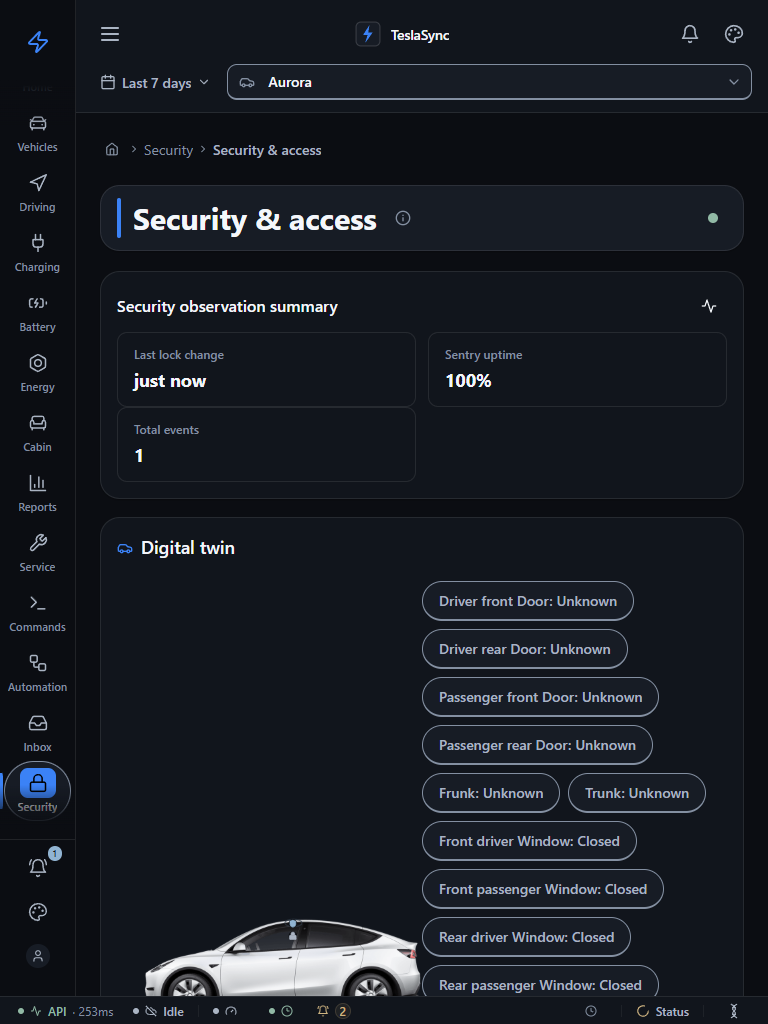 TeslaSync
Last 7 days
Aurora
Vehicles
Driving
Charging
Battery
Energy
Cabin
Reports
Service
Commands
Automation
Inbox
Security
1
Security
Security & access
Security & access
Security observation summary
Last lock change
just now
Sentry uptime
100%
Total events
1
Digital twin
Driver front Door: Unknown
Driver rear Door: Unknown
Passenger front Door: Unknown
Passenger rear Door: Unknown
Frunk: Unknown
Trunk: Unknown
Front driver Window: Closed
Front passenger Window: Closed
Rear driver Window: Closed
Rear passenger Window: Closed
API · 253ms
Idle
2
Status